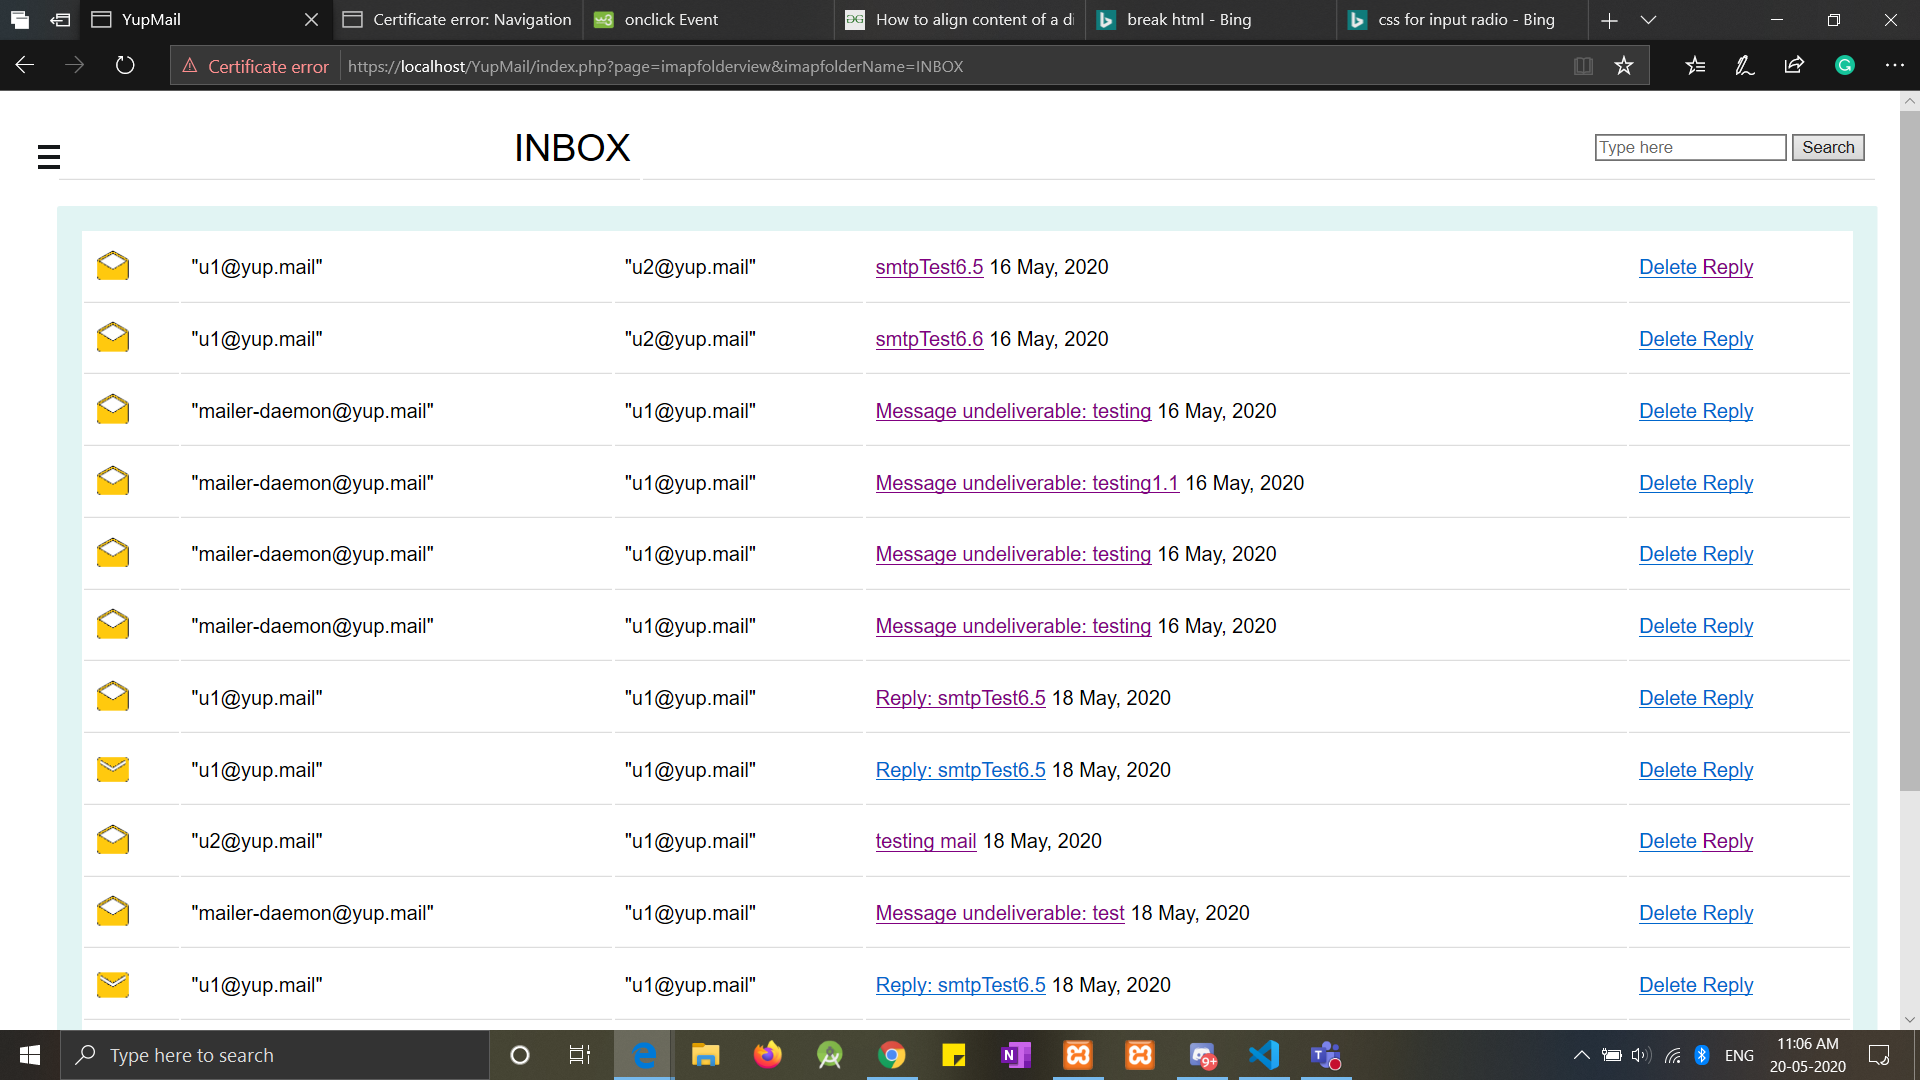 YupMail
Certificate error: Navigation
onclick Event
How to align content of a di
break html - Bing
css for input radio - Bing
Certificate error
https://localhost/YupMail/index.php?page=imapfolderview&imapfolderName=INBOX
INBOX
Type here
Search
"u1@yup.mail" "u2@yup.mail" smtpTest6.5 16 May, 2020 Delete Reply
"u1@yup.mail" "u2@yup.mail" smtpTest6.6 16 May, 2020 Delete Reply
"mailer-daemon@yup.mail" "u1@yup.mail" Message undeliverable: testing 16 May, 2020 Delete Reply
"mailer-daemon@yup.mail" "u1@yup.mail" Message undeliverable: testing1.1 16 May, 2020 Delete Reply
"mailer-daemon@yup.mail" "u1@yup.mail" Message undeliverable: testing 16 May, 2020 Delete Reply
"mailer-daemon@yup.mail" "u1@yup.mail" Message undeliverable: testing 16 May, 2020 Delete Reply
"u1@yup.mail" "u1@yup.mail" Reply: smtpTest6.5 18 May, 2020 Delete Reply
"u1@yup.mail" "u1@yup.mail" Reply: smtpTest6.5 18 May, 2020 Delete Reply
"u2@yup.mail" "u1@yup.mail" testing mail 18 May, 2020 Delete Reply
"mailer-daemon@yup.mail" "u1@yup.mail" Message undeliverable: test 18 May, 2020 Delete Reply
"u1@yup.mail" "u1@yup.mail" Reply: smtpTest6.5 18 May, 2020 Delete Reply
Type here to search
9+
ENG
11:06 AM
20-05-2020